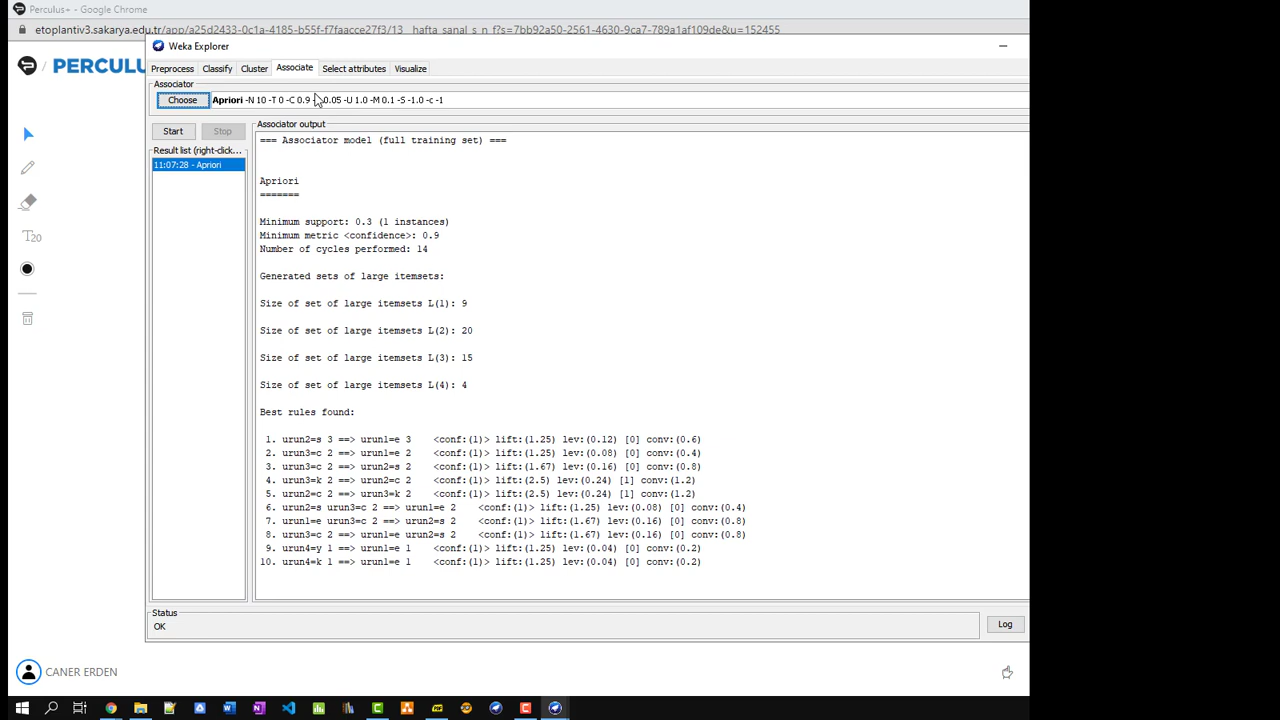 Perculus+ - Google Chrome
etoplantiv3.sakarya.edu.tr/app/a25d2433-0c1a-4185-b55f-f7faacce27f3/13__hafta_sanal_s_n_f?s=7bb92a50-2561-4630-9ca7-789a1af109de&u=152455
/ PERCULU
Weka Explorer
Preprocess Classify Cluster Associate Select attributes Visualize
Associator
Choose Apriori -N 10 -T 0 -C 0.9 0.05 -U 1.0 -M 0.1 -S -1.0 -c -1
Start Stop
Associator output
Result list (right-click...
11:07:28 - Apriori
=== Associator model (full training set) ===
Apriori
=======
Minimum support: 0.3 (1 instances)
Minimum metric <confidence>: 0.9
Number of cycles performed: 14
Generated sets of large itemsets:
Size of set of large itemsets L(1): 9
Size of set of large itemsets L(2): 20
Size of set of large itemsets L(3): 15
Size of set of large itemsets L(4): 4
Best rules found:
1. urun2=s 3 ==> urun1=e 3 <conf:(1)> lift:(1.25) lev:(0.12) [0] conv:(0.6)
2. urun3=c 2 ==> urun1=e 2 <conf:(1)> lift:(1.25) lev:(0.08) [0] conv:(0.4)
3. urun3=c 2 ==> urun2=s 2 <conf:(1)> lift:(1.67) lev:(0.16) [0] conv:(0.8)
4. urun3=k 2 ==> urun2=c 2 <conf:(1)> lift:(2.5) lev:(0.24) [1] conv:(1.2)
5. urun2=c 2 ==> urun3=k 2 <conf:(1)> lift:(2.5) lev:(0.24) [1] conv:(1.2)
6. urun2=s urun3=c 2 ==> urun1=e 2 <conf:(1)> lift:(1.25) lev:(0.08) [0] conv:(0.4)
7. urun1=e urun3=c 2 ==> urun2=s 2 <conf:(1)> lift:(1.67) lev:(0.16) [0] conv:(0.8)
8. urun3=c 2 ==> urun1=e urun2=s 2 <conf:(1)> lift:(1.67) lev:(0.16) [0] conv:(0.8)
9. urun4=y 1 ==> urun1=e 1 <conf:(1)> lift:(1.25) lev:(0.04) [0] conv:(0.2)
10. urun4=k 1 ==> urun1=e 1 <conf:(1)> lift:(1.25) lev:(0.04) [0] conv:(0.2)
T20
Status
OK
Log
CANER ERDEN